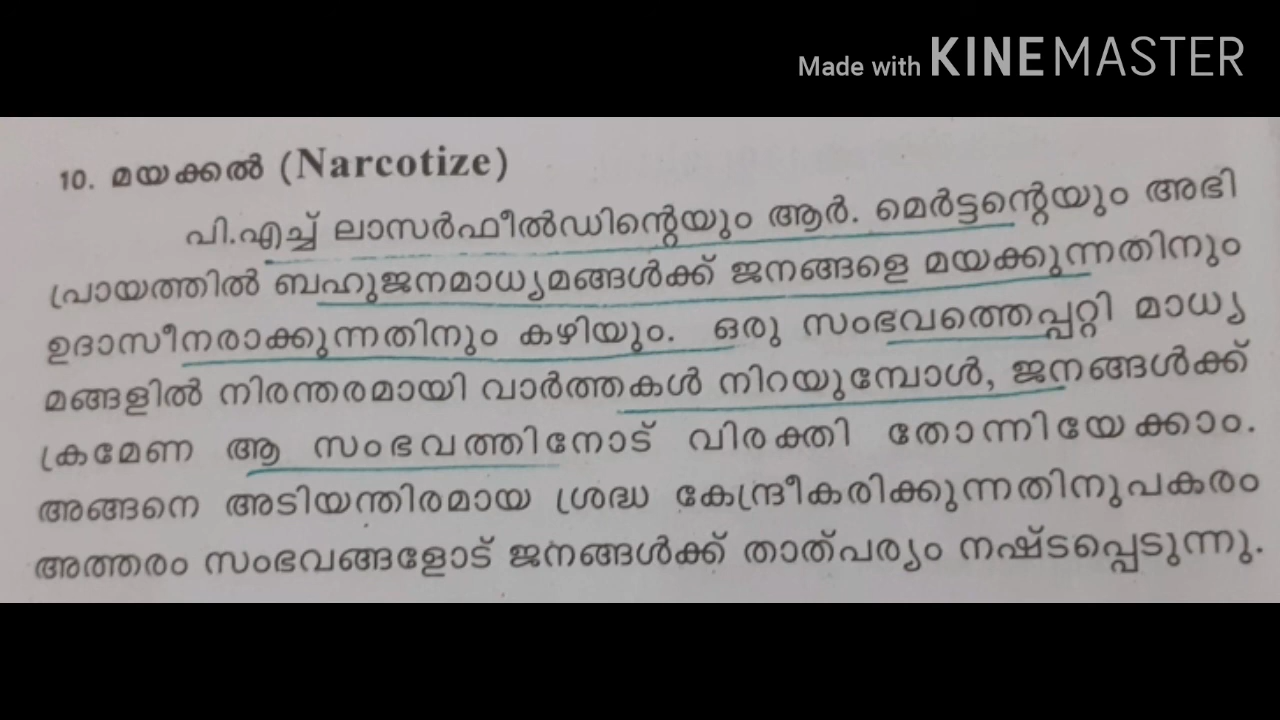 Made with KINEMASTER
10. മയക്കൽ (Narcotize)
പി.എച്ച് ലാസർഫീൽഡിന്റെയും ആർ. മെർട്ടന്റെയും അഭി
പ്രായത്തിൽ ബഹുജനമാധ്യമങ്ങൾക്ക് ജനങ്ങളെ മയക്കുന്നതിനും
ഉദാസീനരാക്കുന്നതിനും കഴിയും. ഒരു സംഭവത്തെപ്പറ്റി മാധ്യ
മങ്ങളിൽ നിരന്തരമായി വാർത്തകൾ നിറയുമ്പോൾ, ജനങ്ങൾക്ക്
ക്രമേണ ആ സംഭവത്തിനോട് വിരക്തി തോന്നിയേക്കാം.
അങ്ങനെ അടിയന്തിരമായ ശ്രദ്ധ കേന്ദ്രീകരിക്കുന്നതിനുപകരം
അത്തരം സംഭവങ്ങളോട് ജനങ്ങൾക്ക് താത്പര്യം നഷ്ടപ്പെടുന്നു.